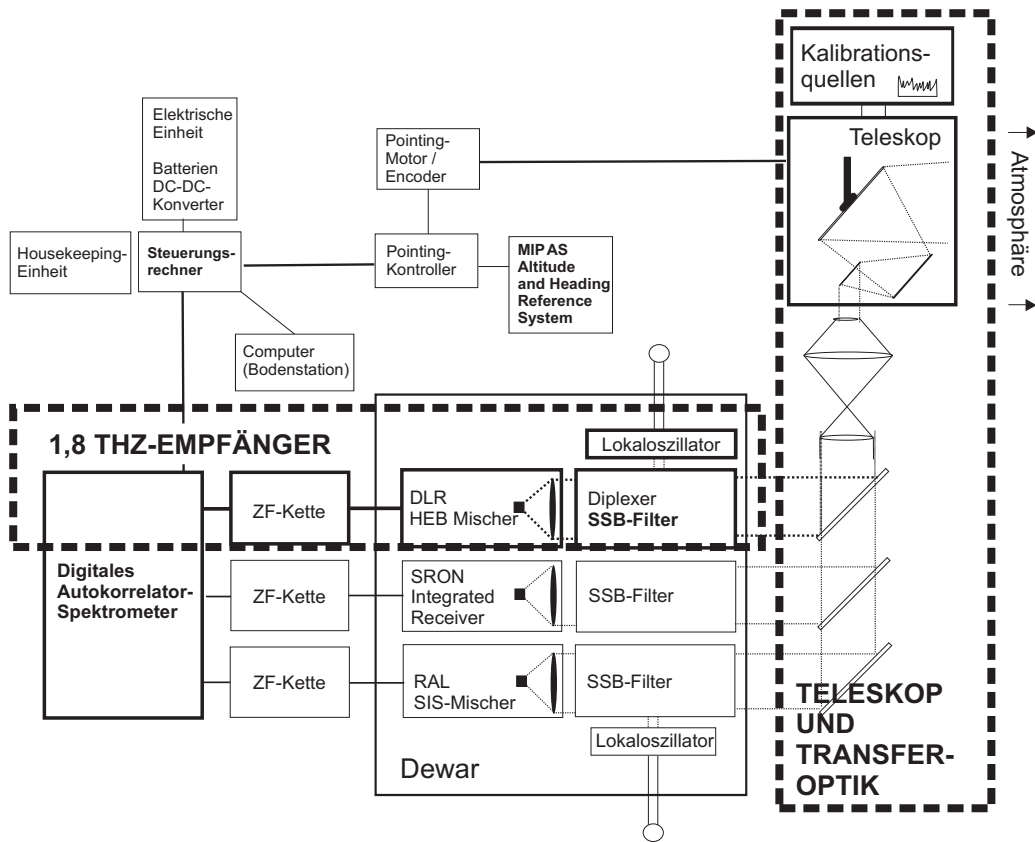 Kalibrations-
quellen
Teleskop
Atmosphäre
Elektrische
Einheit
Batterien
DC-DC-
Konverter
Pointing-
Motor /
Encoder
Housekeeping-
Einheit
Steuerungs-
rechner
Pointing-
Kontroller
MIPAS
Altitude
and Heading
Reference
System
Computer
(Bodenstation)
1,8 THZ-EMPFÄNGER
Lokaloszillator
ZF-Kette
DLR
HEB Mischer
Diplexer
SSB-Filter
Digitales
Autokorrelator-
Spektrometer
ZF-Kette
SRON
Integrated
Receiver
SSB-Filter
ZF-Kette
RAL
SIS-Mischer
SSB-Filter
Lokaloszillator
Dewar
TELESKOP
UND
TRANSFER-
OPTIK